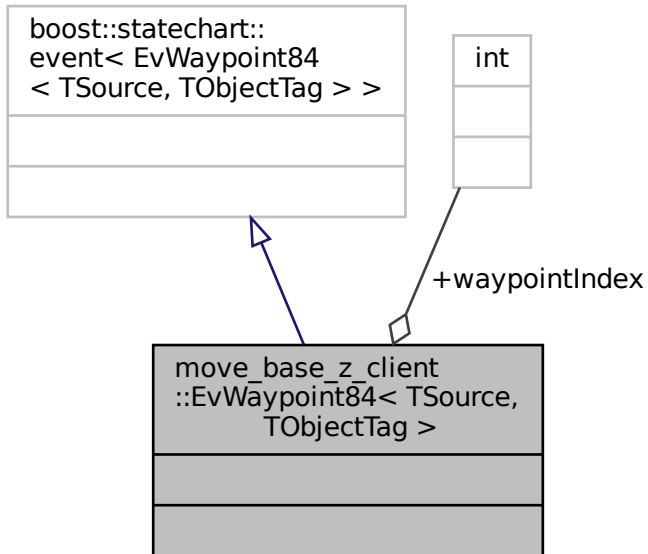 boost::statechart::
event< EvWaypoint84
< TSource, TObjectTag > >
int
+waypointIndex
move_base_z_client
::EvWaypoint84< TSource,
TObjectTag >